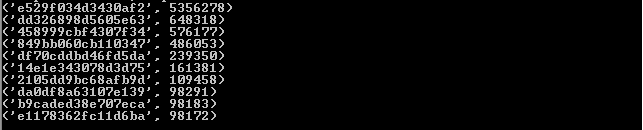 ('e529f034d3430af2', 5356278)
('dd326898d5605e63', 648318)
('458999cbf4307f34', 576177)
('849bb060cb110347', 486053)
('df70cddbd46fd5da', 239350)
('14e1e343078d3d75', 161381)
('2105dd9bc68afb9d', 109458)
('da0df8a63107e139', 98291)
('b9caded38e707eca', 98183)
('e1178362fc11d6ba', 98172)